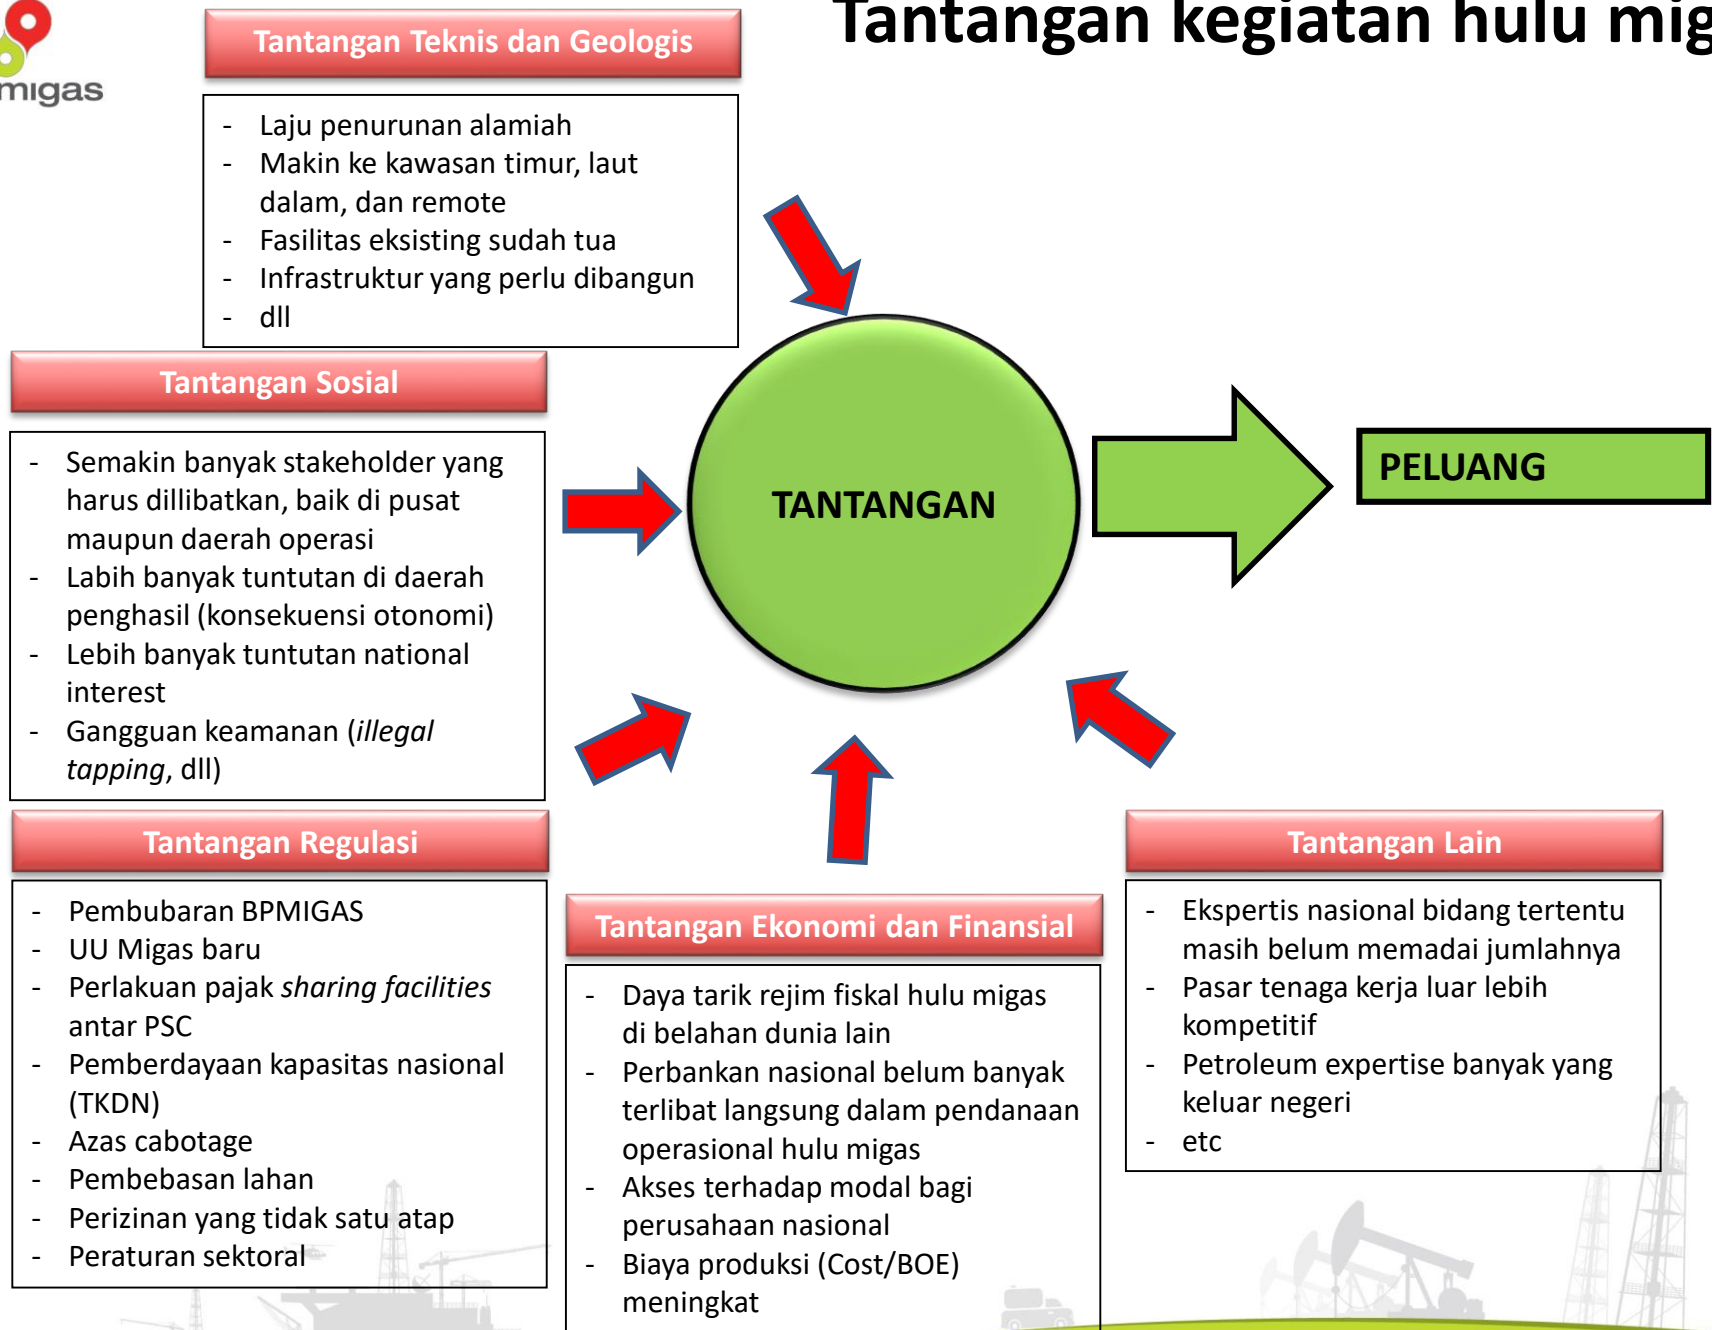 migas
Tantangan kegiatan hulu mig
Tantangan Teknis dan Geologis
- Laju penurunan alamiah
- Makin ke kawasan timur, laut
dalam, dan remote
- Fasilitas eksisting sudah tua
- Infrastruktur yang perlu dibangun
- dll
Tantangan Sosial
- Semakin banyak stakeholder yang
harus dillibatkan, baik di pusat
maupun daerah operasi
- Labih banyak tuntutan di daerah
penghasil (konsekuensi otonomi)
- Lebih banyak tuntutan national
interest
- Gangguan keamanan (illegal
tapping, dll)
TANTANGAN
PELUANG
Tantangan Regulasi
- Pembubaran BPMIGAS
- UU Migas baru
- Perlakuan pajak sharing facilities
antar PSC
- Pemberdayaan kapasitas nasional
(TKDN)
- Azas cabotage
- Pembebasan lahan
- Perizinan yang tidak satu atap
- Peraturan sektoral
Tantangan Ekonomi dan Finansial
- Daya tarik rejim fiskal hulu migas
di belahan dunia lain
- Perbankan nasional belum banyak
terlibat langsung dalam pendanaan
operasional hulu migas
- Akses terhadap modal bagi
perusahaan nasional
- Biaya produksi (Cost/BOE)
meningkat
Tantangan Lain
- Ekspertis nasional bidang tertentu
masih belum memadai jumlahnya
- Pasar tenaga kerja luar lebih
kompetitif
- Petroleum expertise banyak yang
keluar negeri
- etc